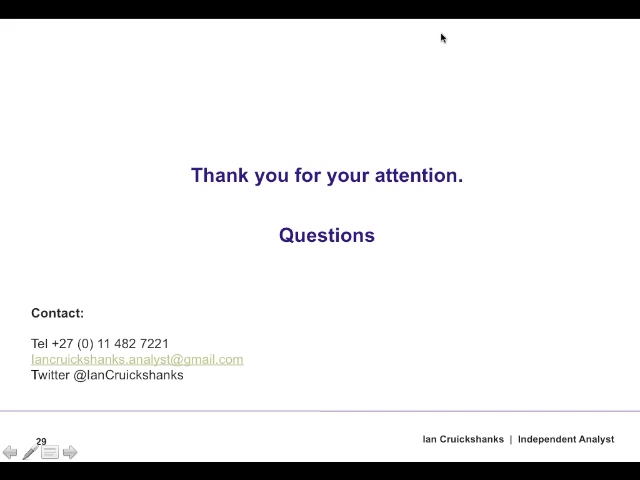 Thank you for your attention.
Questions
Contact:
Tel +27 (0) 11 482 7221
Iancruickshanks.analyst@gmail.com
Twitter @IanCruickshanks
29
Ian Cruickshanks | Independent Analyst